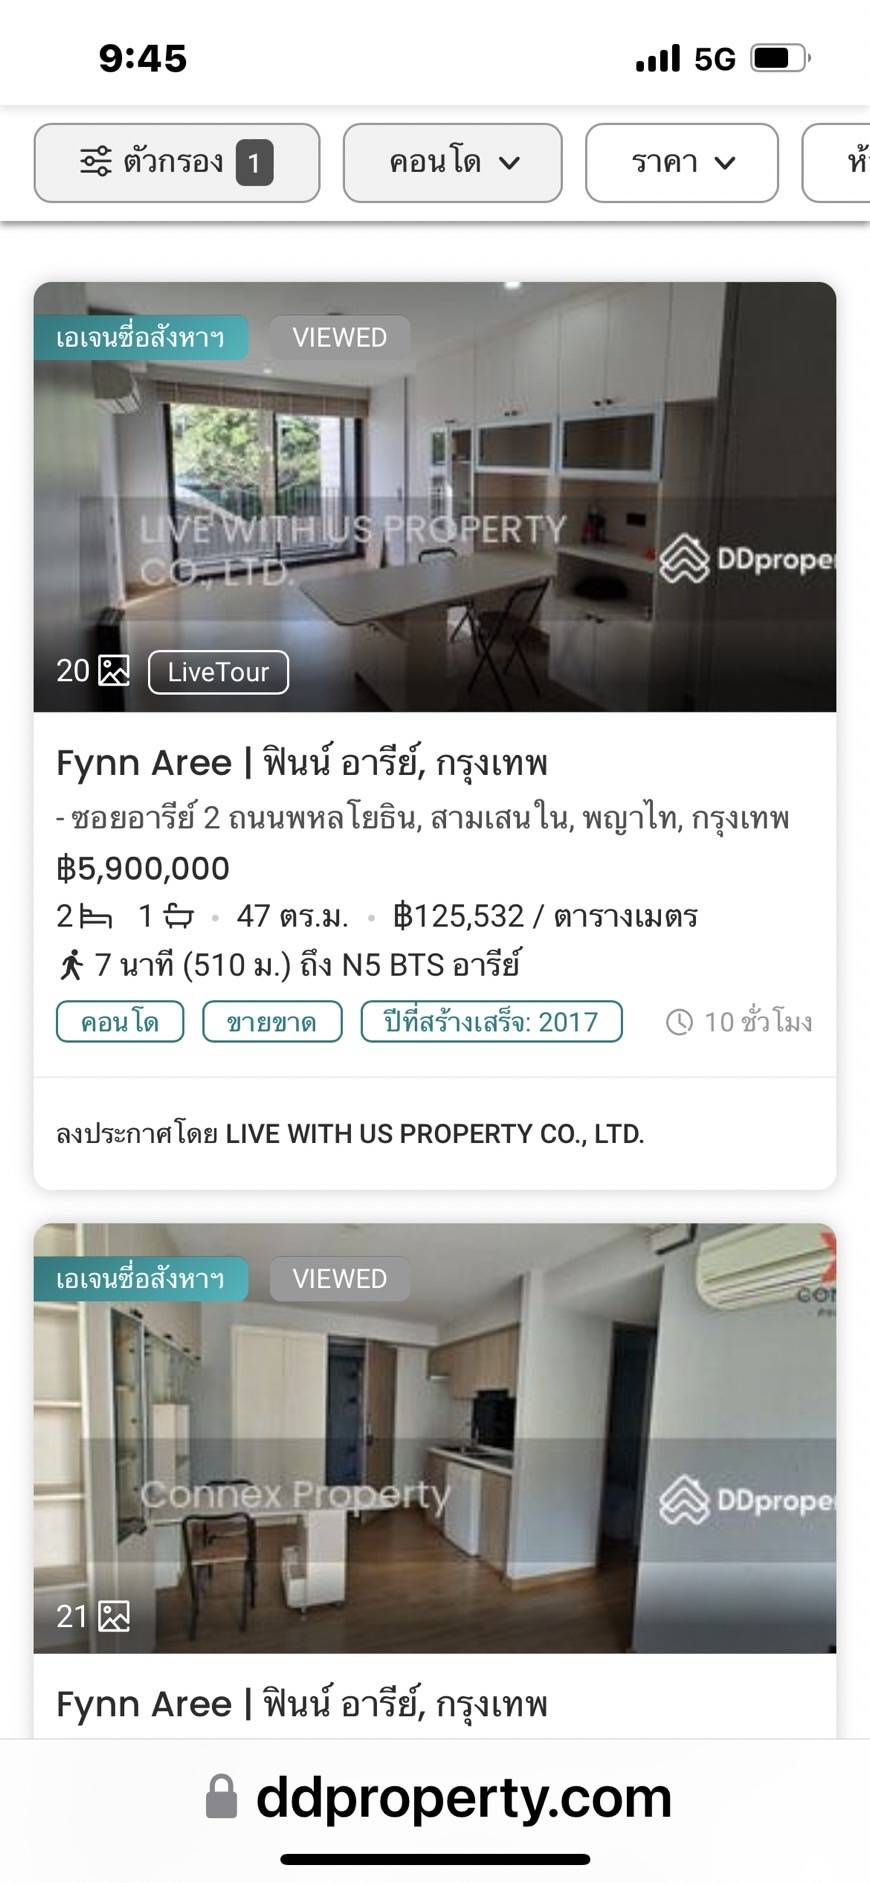 9:45
5G
ตัวกรอง 1
คอนโด
ราคา
เอเจนซี่อสังหาฯ
VIEWED
LIVE WITH US PROPERTY
CO., LTD.
DDproper
20
LiveTour
Fynn Aree | ฟินน์ อารีย์, กรุงเทพ
- ซอยอารีย์ 2 ถนนพหลโยธิน, สามเสนใน, พญาไท, กรุงเทพ
฿5,900,000
2 1 • 47 ตร.ม. • ฿125,532 / ตารางเมตร
7 นาที (510 ม.) ถึง N5 BTS อารีย์
คอนโด
ขายขาด
ปีที่สร้างเสร็จ: 2017
10 ชั่วโมง
ลงประกาศโดย LIVE WITH US PROPERTY CO., LTD.
เอเจนซี่อสังหาฯ
VIEWED
CON
Connex Property
DDproper
21
Fynn Aree | ฟินน์ อารีย์, กรุงเทพ
ddproperty.com